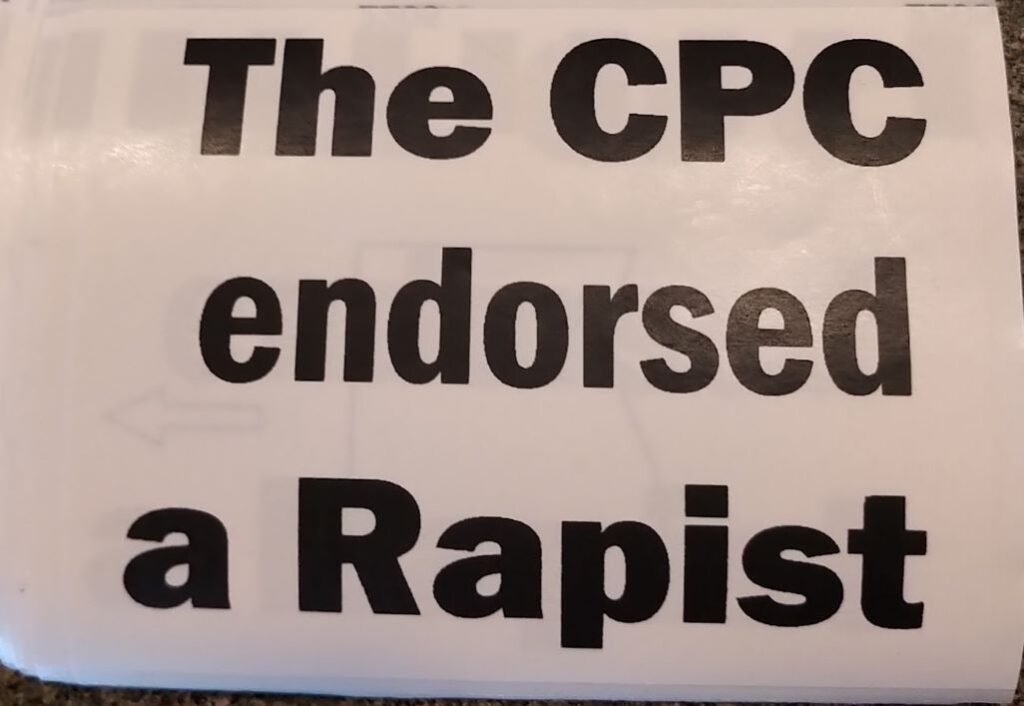 The CPC
endorsed
a Rapist